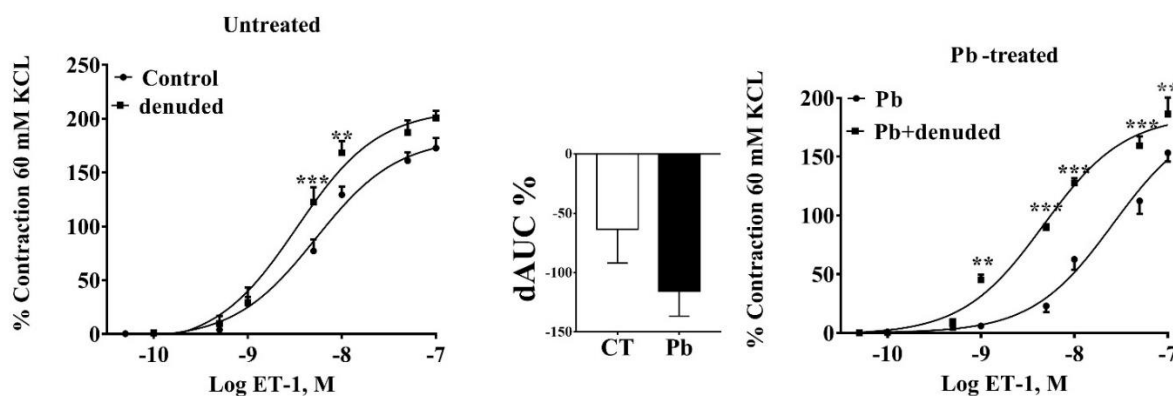 Untreated
% Contraction 60 mM KCL
250
200
150
100
50
0
Control
denuded
***
**
-10
-9
-8
-7
Log ET-1, M
dAUC %
0
-50
-100
-150
CT
Pb
Pb -treated
% Contraction 60 mM KCL
200
150
100
50
0
Pb
Pb+denuded
**
***
***
***
**
-10
-9
-8
-7
Log ET-1, M